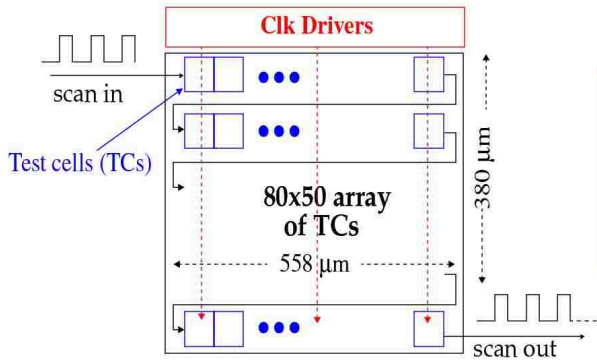 Clk Drivers
scan in
Test cells (TCs)
80x50 array
of TCs
380 μm
558 μm
scan out